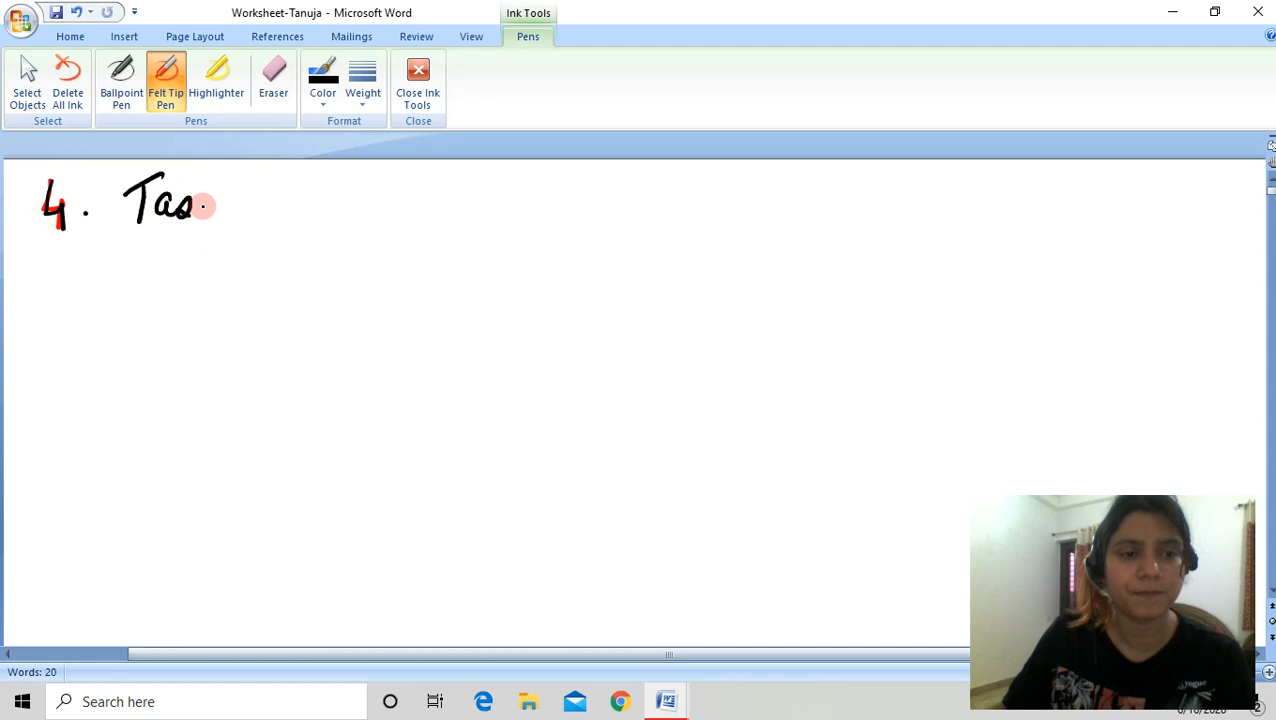 Worksheet-Tanuja - Microsoft Word
Ink Tools
Home Insert Page Layout References Mailings Review View Pens
Select Objects
Delete All Ink
Ballpoint Pen
Felt Tip Pen
Highlighter
Eraser
Color
Weight
Close Ink Tools
Select Pens Format Close
4. Tas
Vogue
Words: 20
Search here